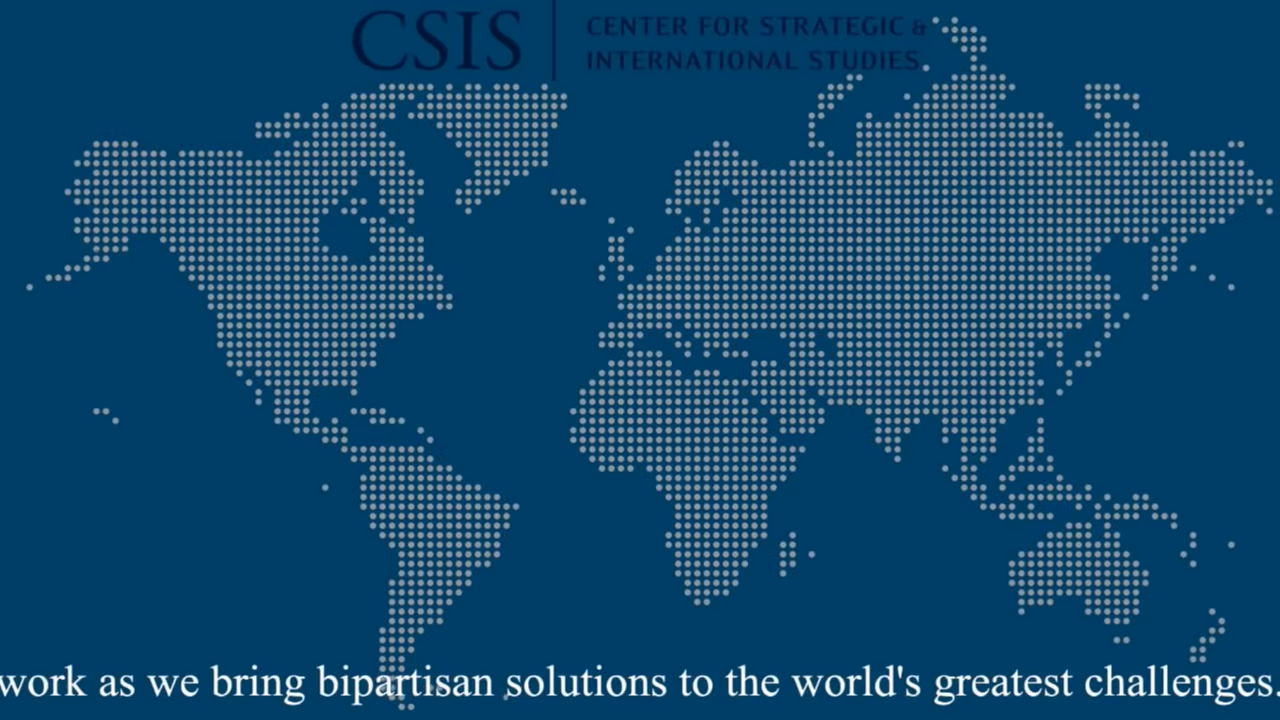 CSIS
CENTER FOR STRATEGIC &
INTERNATIONAL STUDIES
work as we bring bipartisan solutions to the world's greatest challenges.